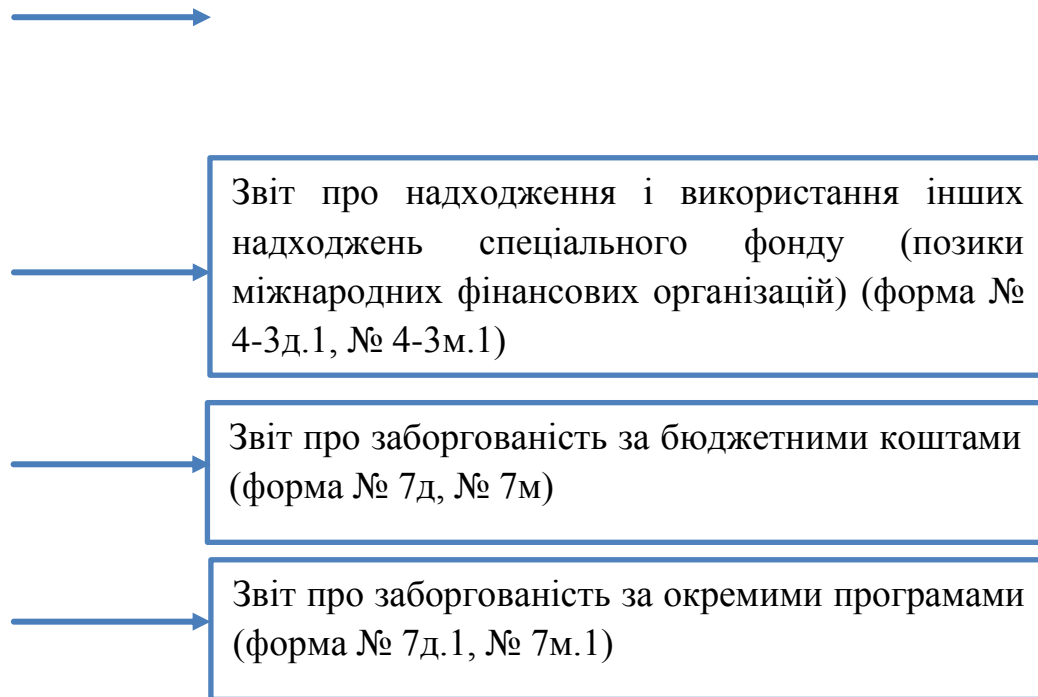 Звіт про надходження і використання інших
надходжень спеціального фонду (позики
міжнародних фінансових організацій) (форма №
4-3д.1, № 4-3м.1)
Звіт про заборгованість за бюджетними коштами
(форма № 7д, № 7м)
Звіт про заборгованість за окремими програмами
(форма № 7д.1, № 7м.1)